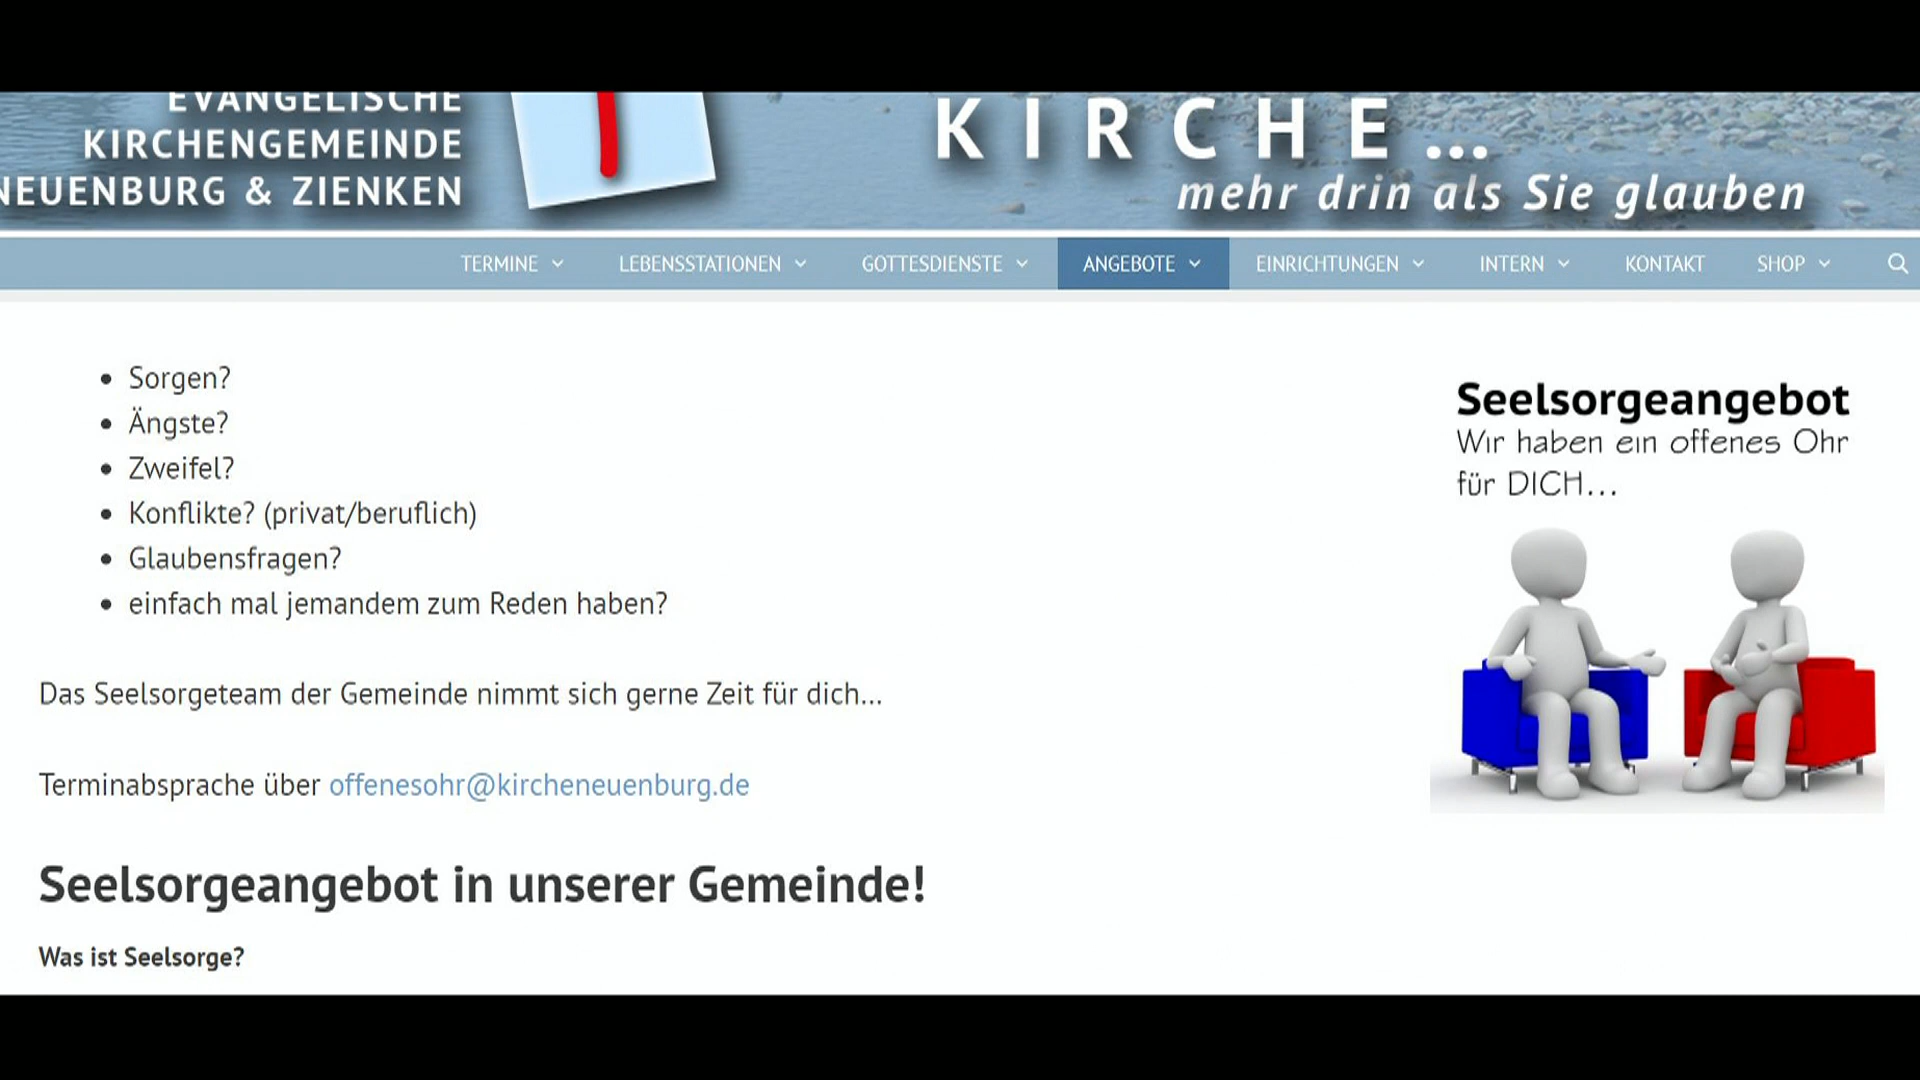 EVANGELISCHE
KIRCHENGEMEINDE
NEUENBURG & ZIENKEN
KIRCHE...
mehr drin als Sie glauben
TERMINE LEBENSSTATIONEN GOTTESDIENSTE ANGEBOTE EINRICHTUNGEN INTERN KONTAKT SHOP
• Sorgen?
• Ängste?
• Zweifel?
• Konflikte? (privat/beruflich)
• Glaubensfragen?
• einfach mal jemandem zum Reden haben?
Das Seelsorgeteam der Gemeinde nimmt sich gerne Zeit für dich...
Terminabsprache über offenesohr@kircheneuenburg.de
Seelsorgeangebot
Wir haben ein offenes Ohr
für DICH...
Seelsorgeangebot in unserer Gemeinde!
Was ist Seelsorge?